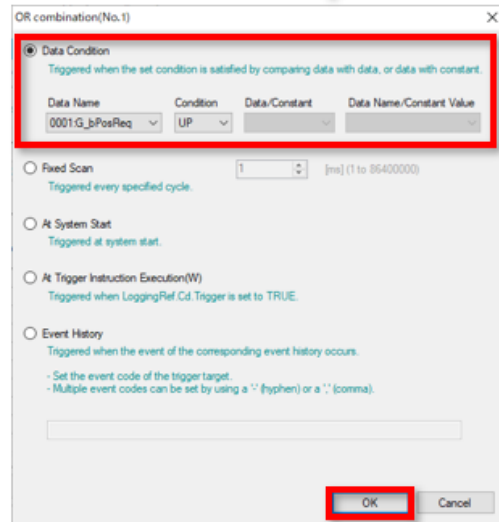 OR combination(No.1)
Data Condition
Triggered when the set condition is satisfied by comparing data with data, or data with constant.
Data Name Condition Data/Constant Data Name/Constant Value
0001:G_bPosReq UP
Fixed Scan 1 [ms] (1 to 86400000)
Triggered every specified cycle.
At System Start
Triggered at system start.
At Trigger Instruction Execution(W)
Triggered when LoggingRef.Cd.Trigger is set to TRUE.
Event History
Triggered when the event of the corresponding event history occurs.
- Set the event code of the trigger target.
- Multiple event codes can be set by using a '-' (hyphen) or a ',' (comma).
OK Cancel